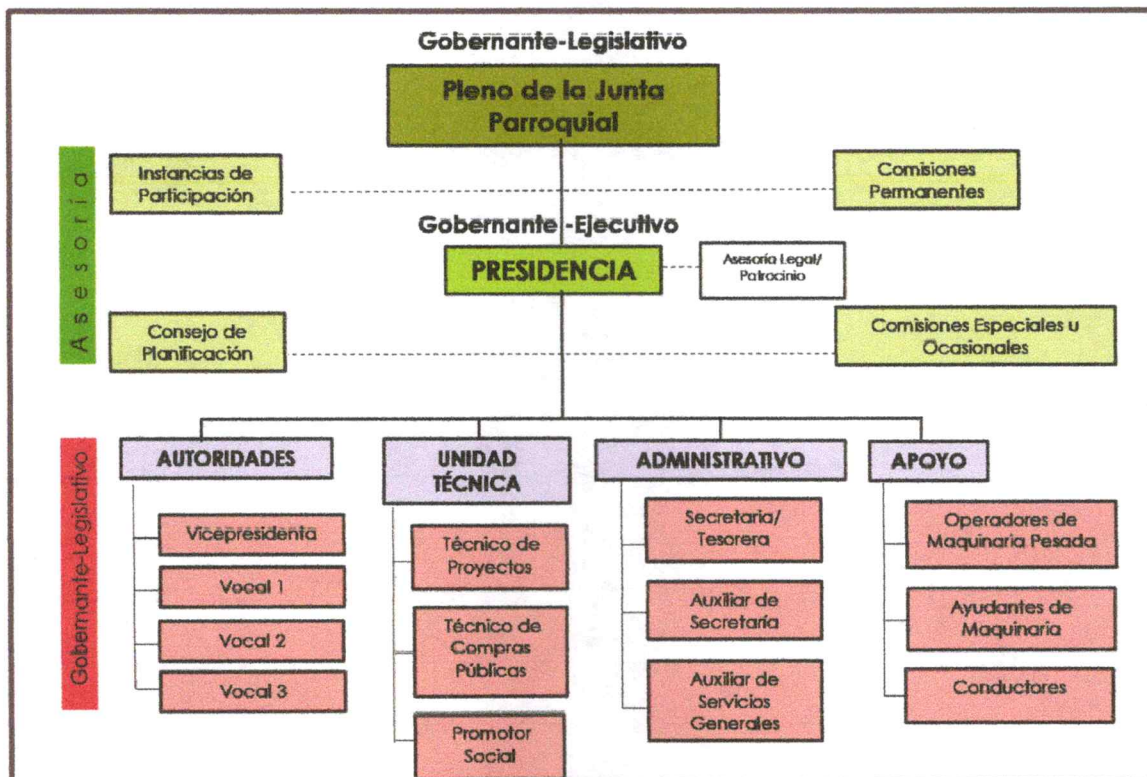 Gobernante-Legislativo
Pleno de la Junta
Parroquial
Asesoría
Instancias de
Participación
Comisiones
Permanentes
Gobernante -Ejecutivo
PRESIDENCIA
Asesoría Legal/
Patrocinio
Consejo de
Planificación
Comisiones Especiales u
Ocasionales
Gobernante-Legislativo
AUTORIDADES
Vicepresidenta
Vocal 1
Vocal 2
Vocal 3
UNIDAD
TÉCNICA
Técnico de
Proyectos
Técnico de
Compras
Públicas
Promotor
Social
ADMINISTRATIVO
Secretaria/
Tesorera
Auxiliar de
Secretaría
Auxiliar de
Servicios
Generales
APOYO
Operadores de
Maquinaria Pesada
Ayudantes de
Maquinaria
Conductores